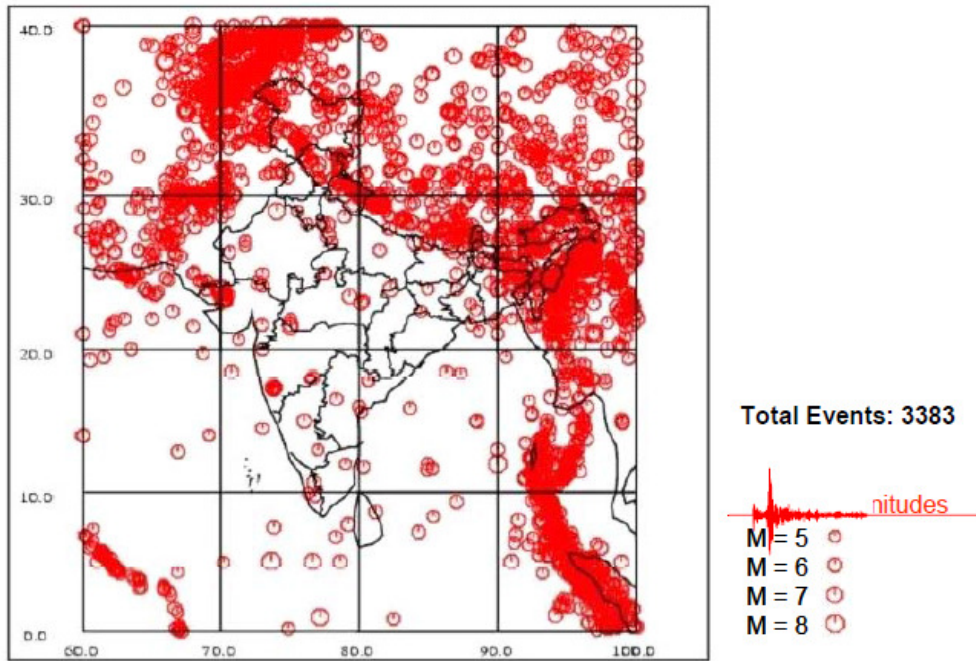 40.0
30.0
20.0
10.0
0.0
60.0 70.0 80.0 90.0 100.0
Total Events: 3383
nitudes
M = 5
M = 6
M = 7
M = 8